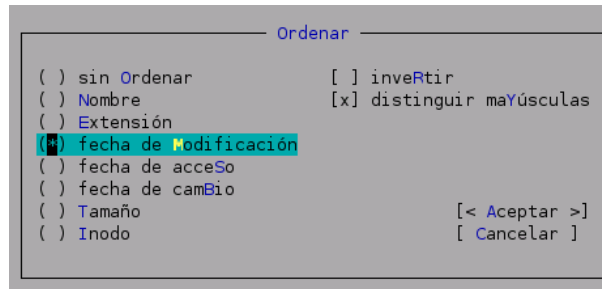 Ordenar
( ) sin Ordenar [ ] inveRtir
( ) Nombre [x] distinguir maYúsculas
( ) Extensión
(*) fecha de Modificación
( ) fecha de acceSo
( ) fecha de camBio
( ) Tamaño [< Aceptar >]
( ) Inodo [ Cancelar ]